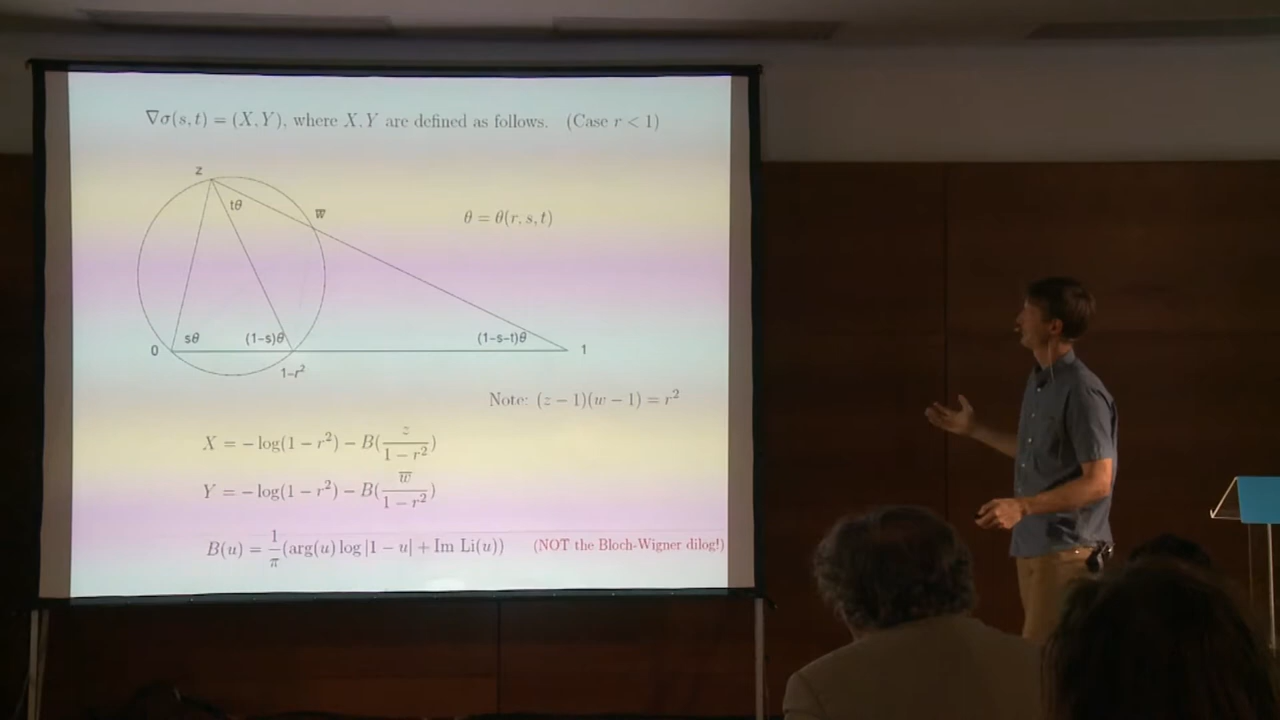 ∇σ(s,t) = (X,Y), where X,Y are defined as follows. (Case r < 1)
z
tθ
w̅
θ = θ(r, s, t)
0
sθ
(1-s)θ
(1-s-t)θ
1
1-r²
Note: (z − 1)(w − 1) = r²
X = − log(1 − r²) − B(z/(1 − r²))
Y = − log(1 − r²) − B(w̅/(1 − r²))
B(u) = 1/π (arg(u) log |1 − u| + Im Li(u)) (NOT the Bloch-Wigner dilog!)